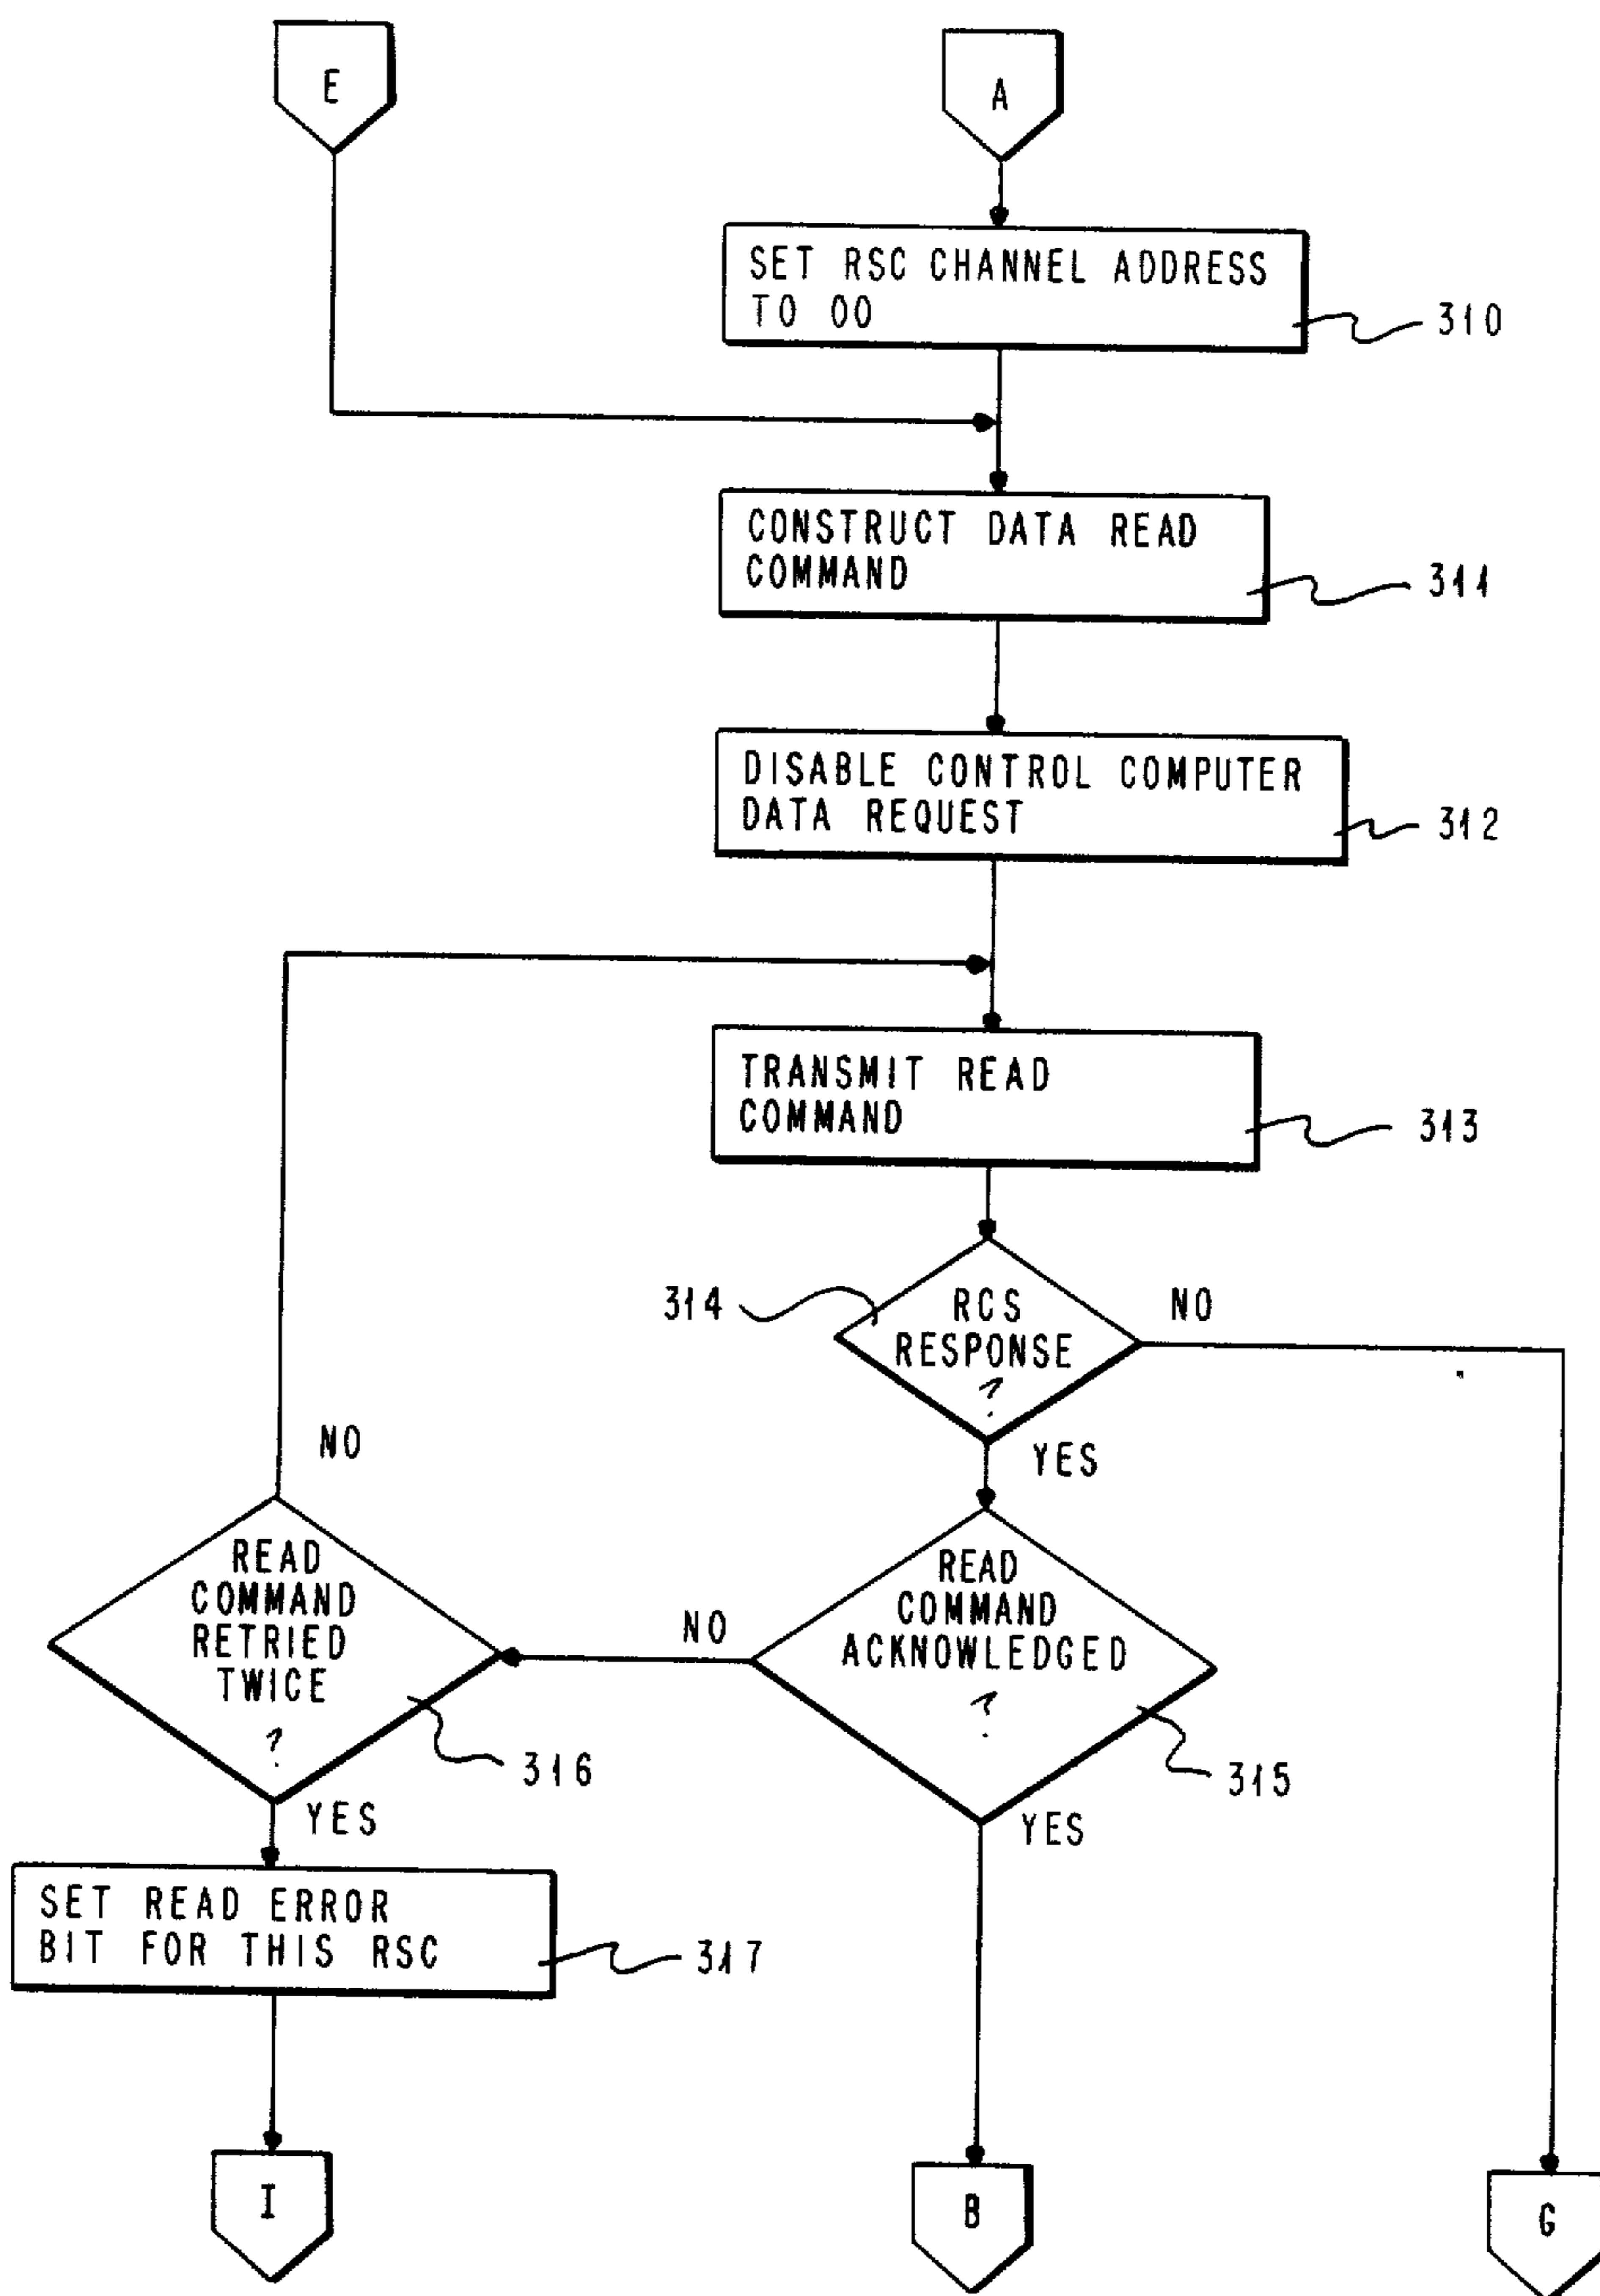 E
A
SET RSC CHANNEL ADDRESS
TO 00
310
CONSTRUCT DATA READ
COMMAND
311
DISABLE CONTROL COMPUTER
DATA REQUEST
312
TRANSMIT READ
COMMAND
313
314
RCS
RESPONSE
?
NO
YES
NO
READ
COMMAND
RETRIED
TWICE
?
316
NO
READ
COMMAND
ACKNOWLEDGED
?
315
YES
YES
SET READ ERROR
BIT FOR THIS RSC
317
I
B
G